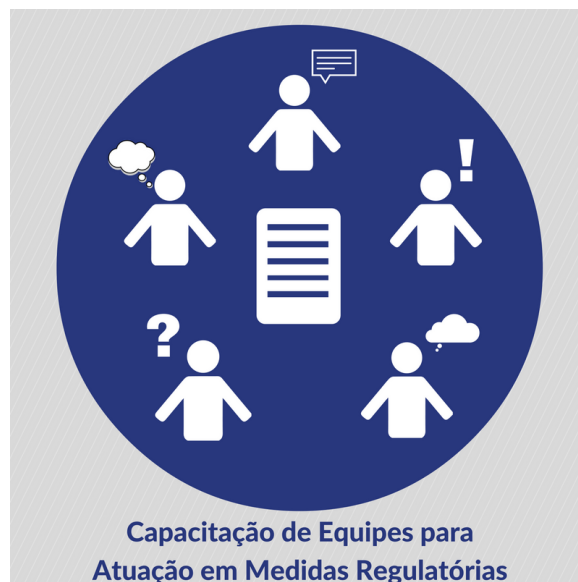 !
?
Capacitação de Equipes para
Atuação em Medidas Regulatórias